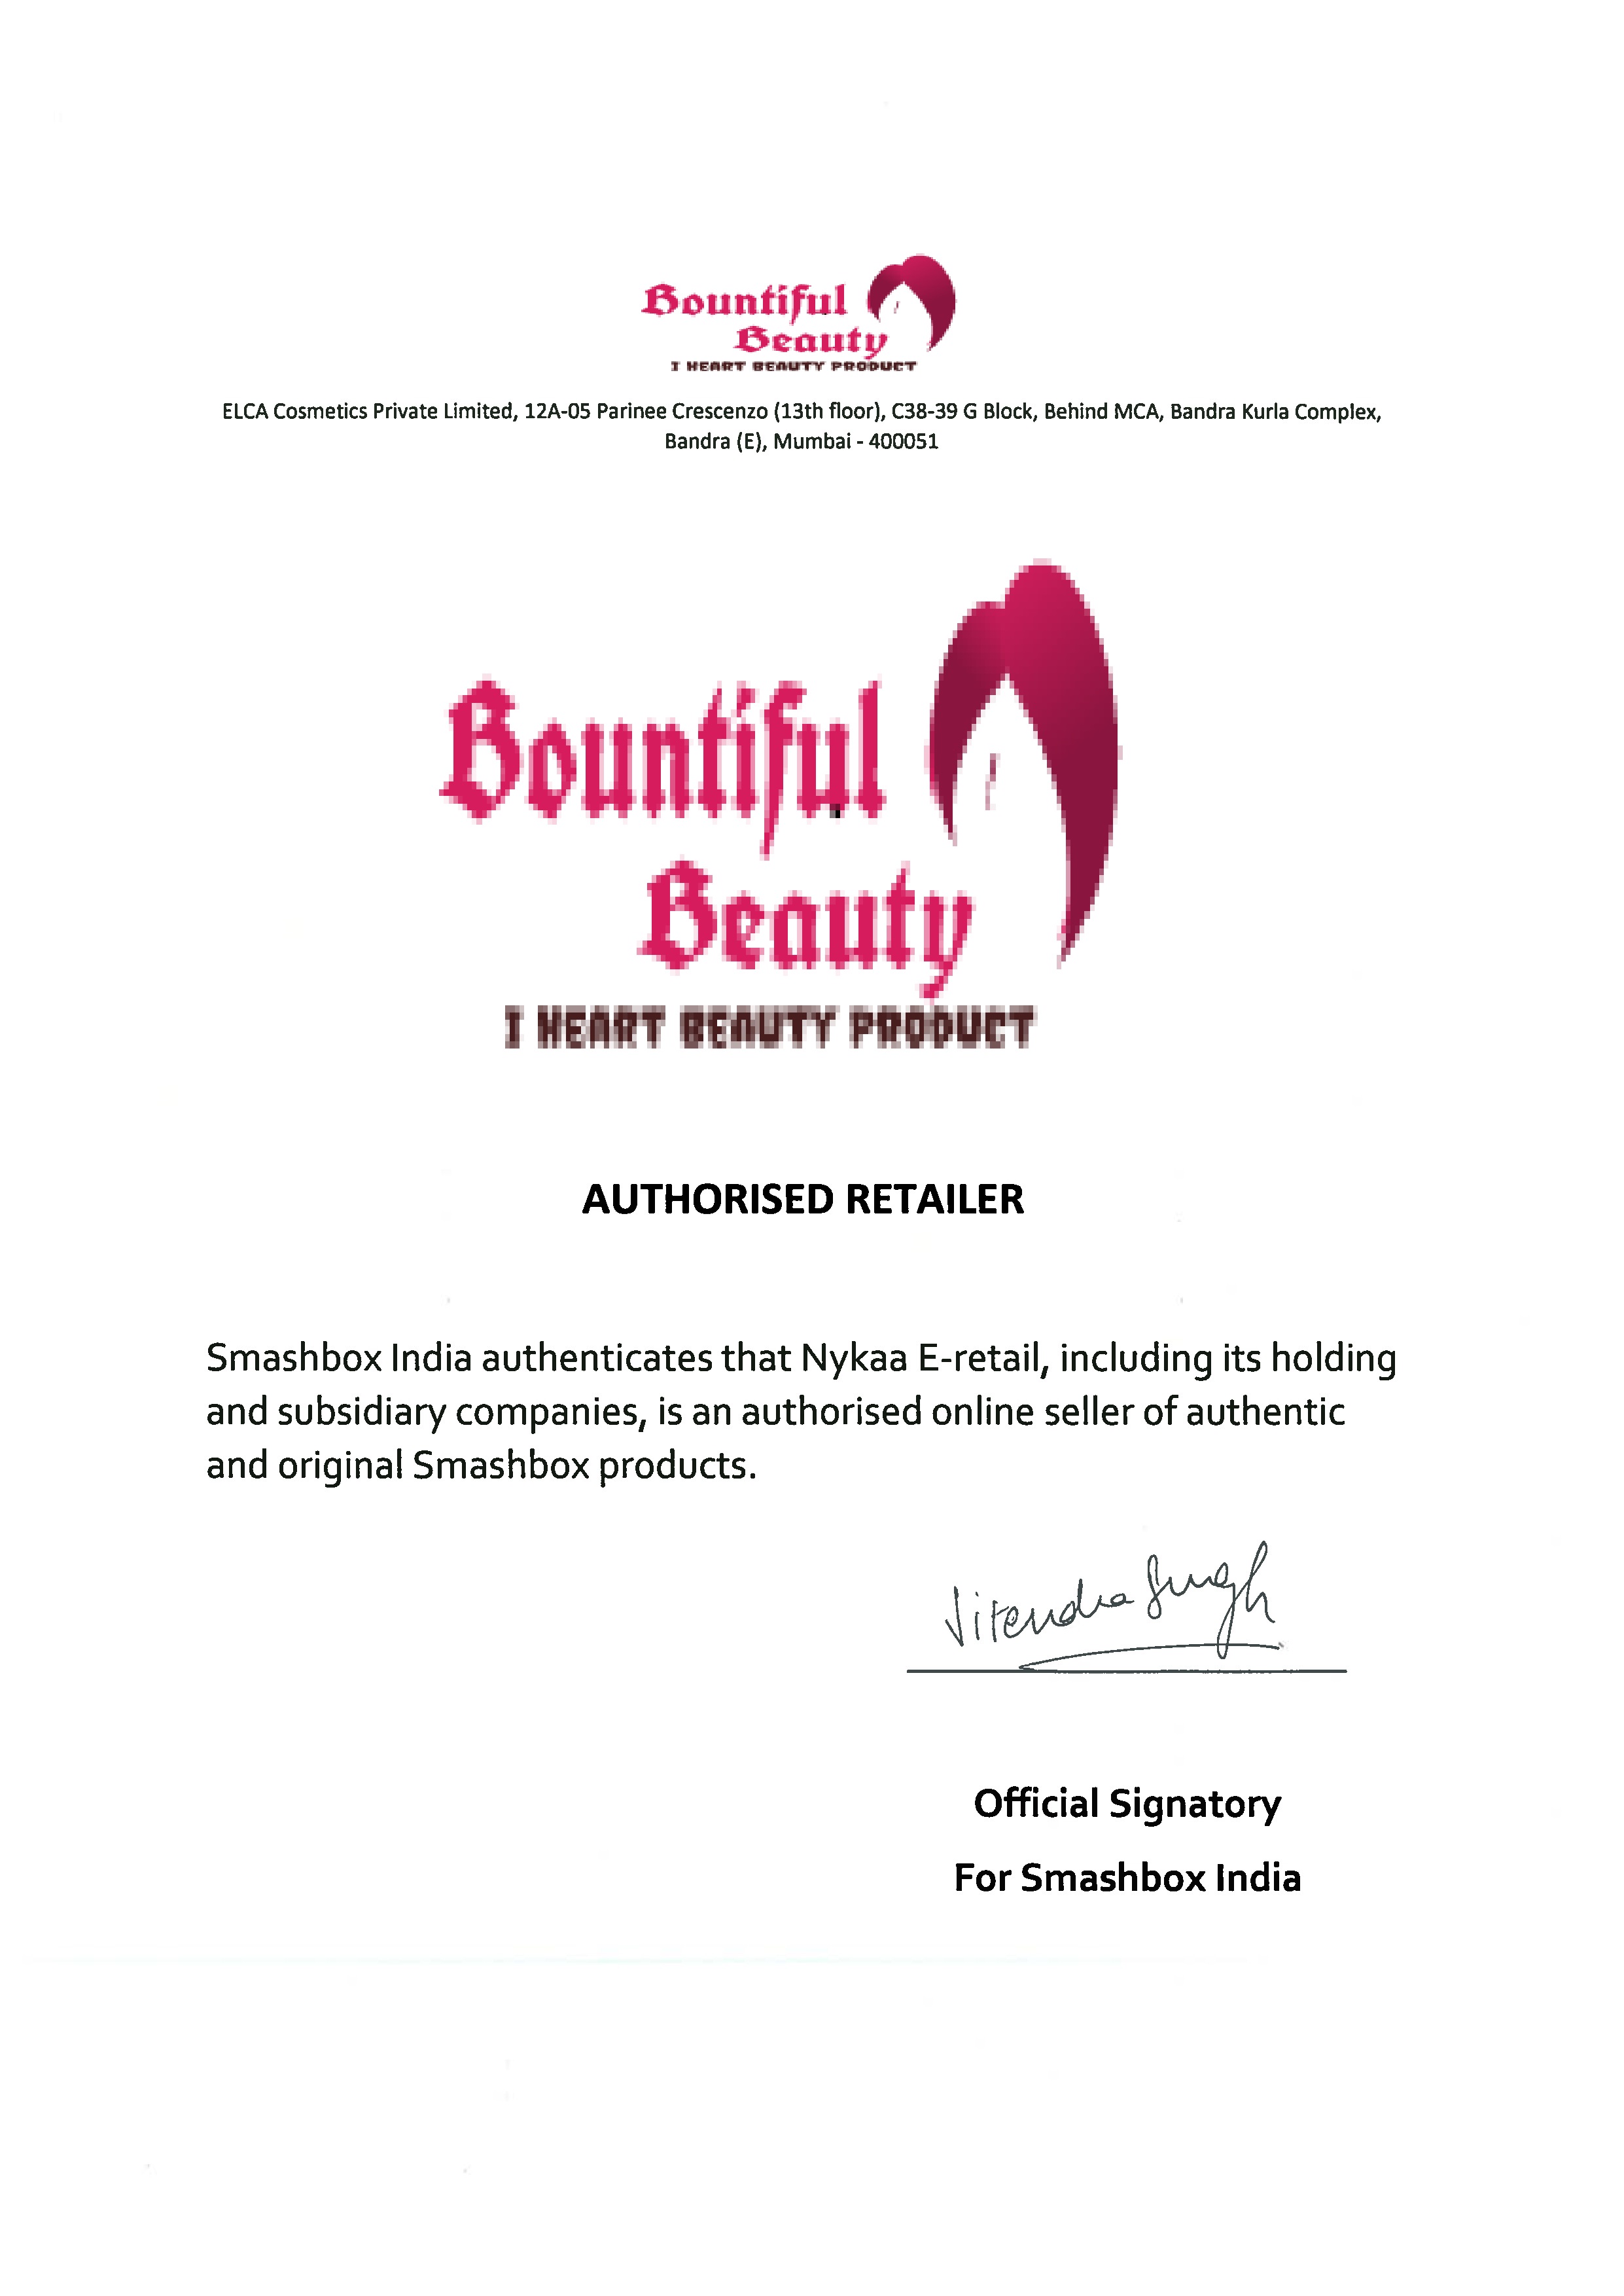 Bountiful
Beauty
I HEART BEAUTY PRODUCT
ELCA Cosmetics Private Limited, 12A-05 Parinee Crescenzo (13th floor), C38-39 G Block, Behind MCA, Bandra Kurla Complex,
Bandra (E), Mumbai - 400051
Bountiful
Beauty
I HEART BEAUTY PRODUCT
AUTHORISED RETAILER
Smashbox India authenticates that Nykaa E-retail, including its holding
and subsidiary companies, is an authorised online seller of authentic
and original Smashbox products.
Jitendra Singh
Official Signatory
For Smashbox India